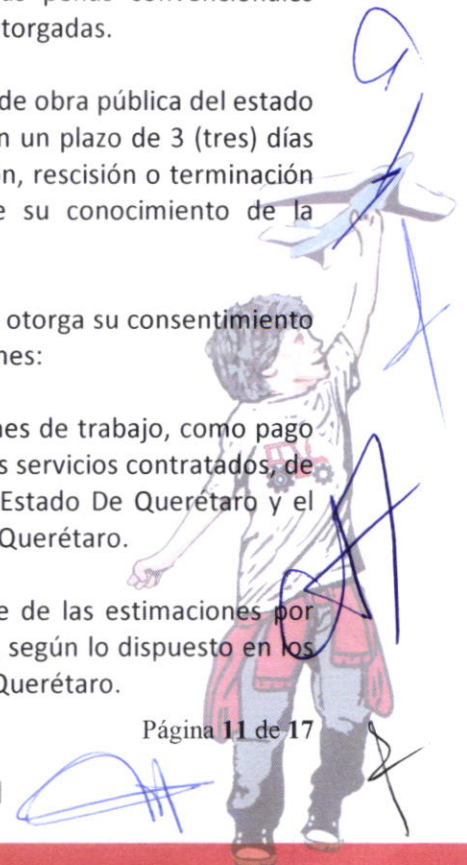 torgadas.
de obra pública del estado
n un plazo de 3 (tres) días
n, rescisión o terminación
e su conocimiento de la
otorga su consentimiento
nes:
nes de trabajo, como pago
s servicios contratados, de
Estado De Querétaro y el
Querétaro.
e de las estimaciones por
según lo dispuesto en los
Querétaro.
Página 11 de 17